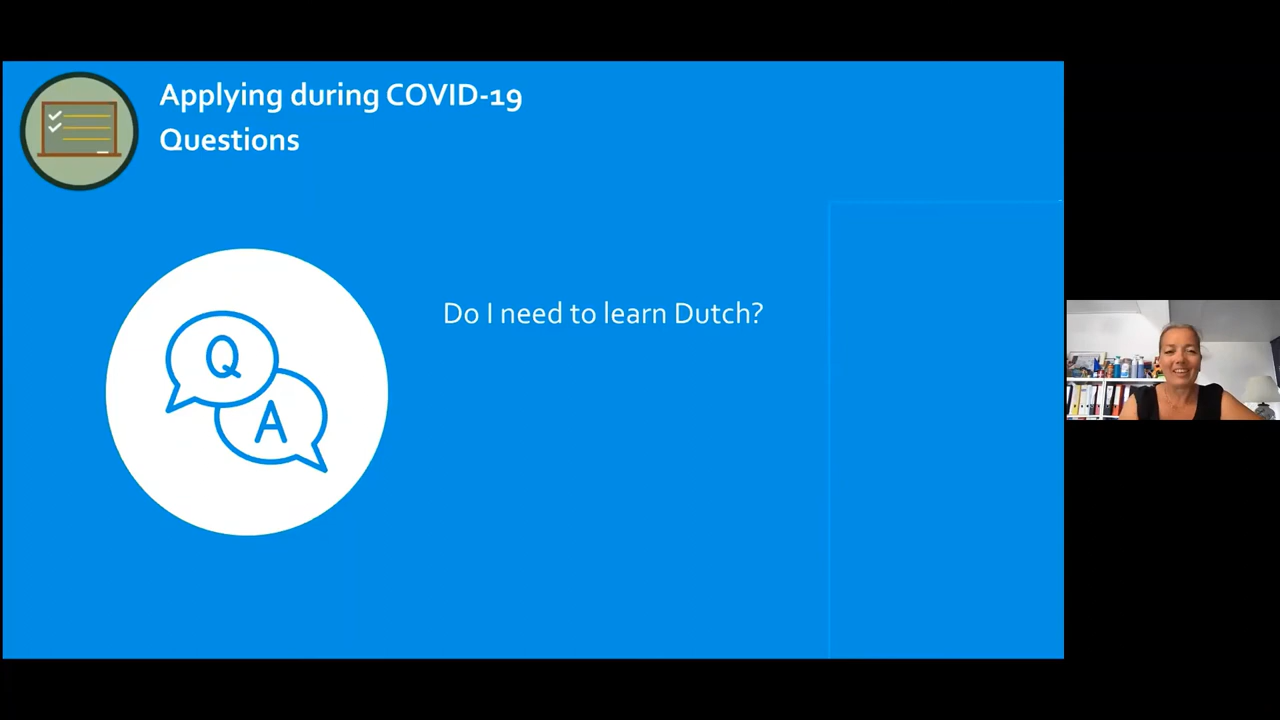 Applying during COVID-19
Questions
Q
A
Do I need to learn Dutch?